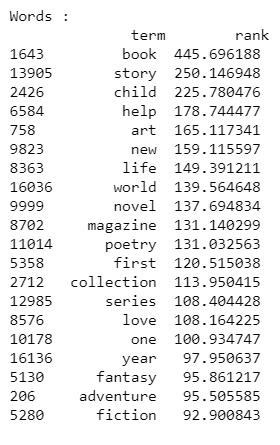 Words :
term rank
1643 book 445.696188
13905 story 250.146948
2426 child 225.780476
6584 help 178.744477
758 art 165.117341
9823 new 159.115597
8363 life 149.391211
16036 world 139.564648
9999 novel 137.694834
8702 magazine 131.140299
11014 poetry 131.032563
5358 first 120.515038
2712 collection 113.950415
12985 series 108.404428
8576 love 108.164225
10178 one 100.934747
16136 year 97.950637
5130 fantasy 95.861217
206 adventure 95.505585
5280 fiction 92.900843